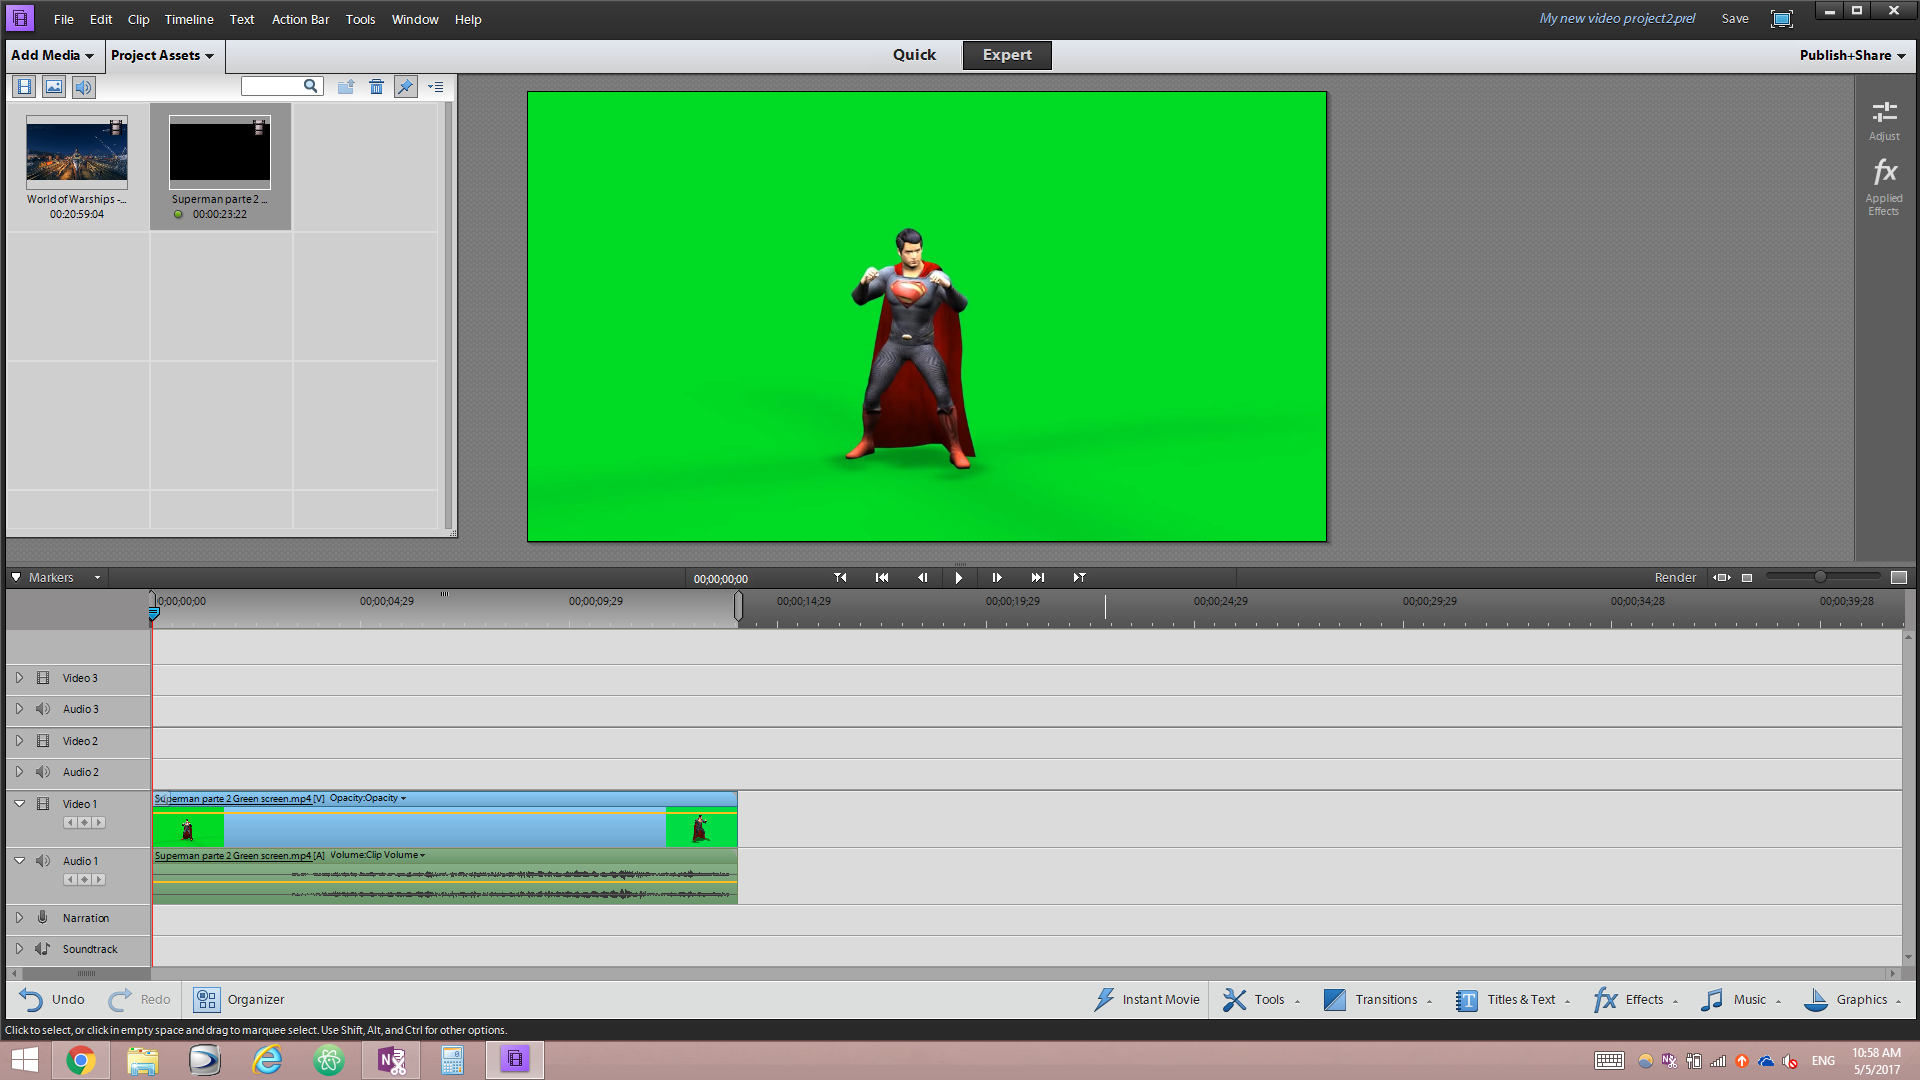 File Edit Clip Timeline Text Action Bar Tools Window Help
My new video project2.prel Save
Add Media Project Assets
Quick Expert
Publish+Share
World of Warships -...
00:20:59:04
Superman parte 2 ...
00:00:23:22
Adjust
fx
Applied
Effects
Markers
00;00;00;00
Render
00;00;00;00 00;00;04;29 00;00;09;29 00;00;14;29 00;00;19;29 00;00;24;29 00;00;29;29 00;00;34;28 00;00;39;28
Video 3
Audio 3
Video 2
Audio 2
Video 1
Superman parte 2 Green screen.mp4 [V] Opacity:Opacity
Audio 1
Superman parte 2 Green screen.mp4 [A] Volume:Clip Volume
Narration
Soundtrack
Undo Redo Organizer
Instant Movie Tools Transitions Titles & Text Effects Music Graphics
Click to select, or click in empty space and drag to marquee select. Use Shift, Alt, and Ctrl for other options.
ENG
10:58 AM
5/5/2017